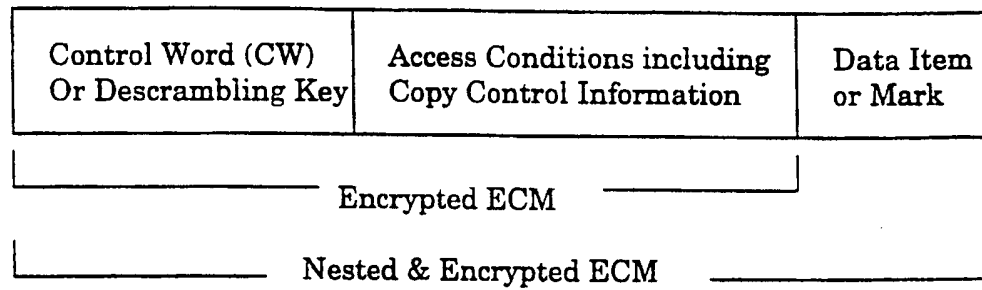 Control Word (CW)
Or Descrambling Key
Access Conditions including
Copy Control Information
Data Item
or Mark
Encrypted ECM
Nested & Encrypted ECM